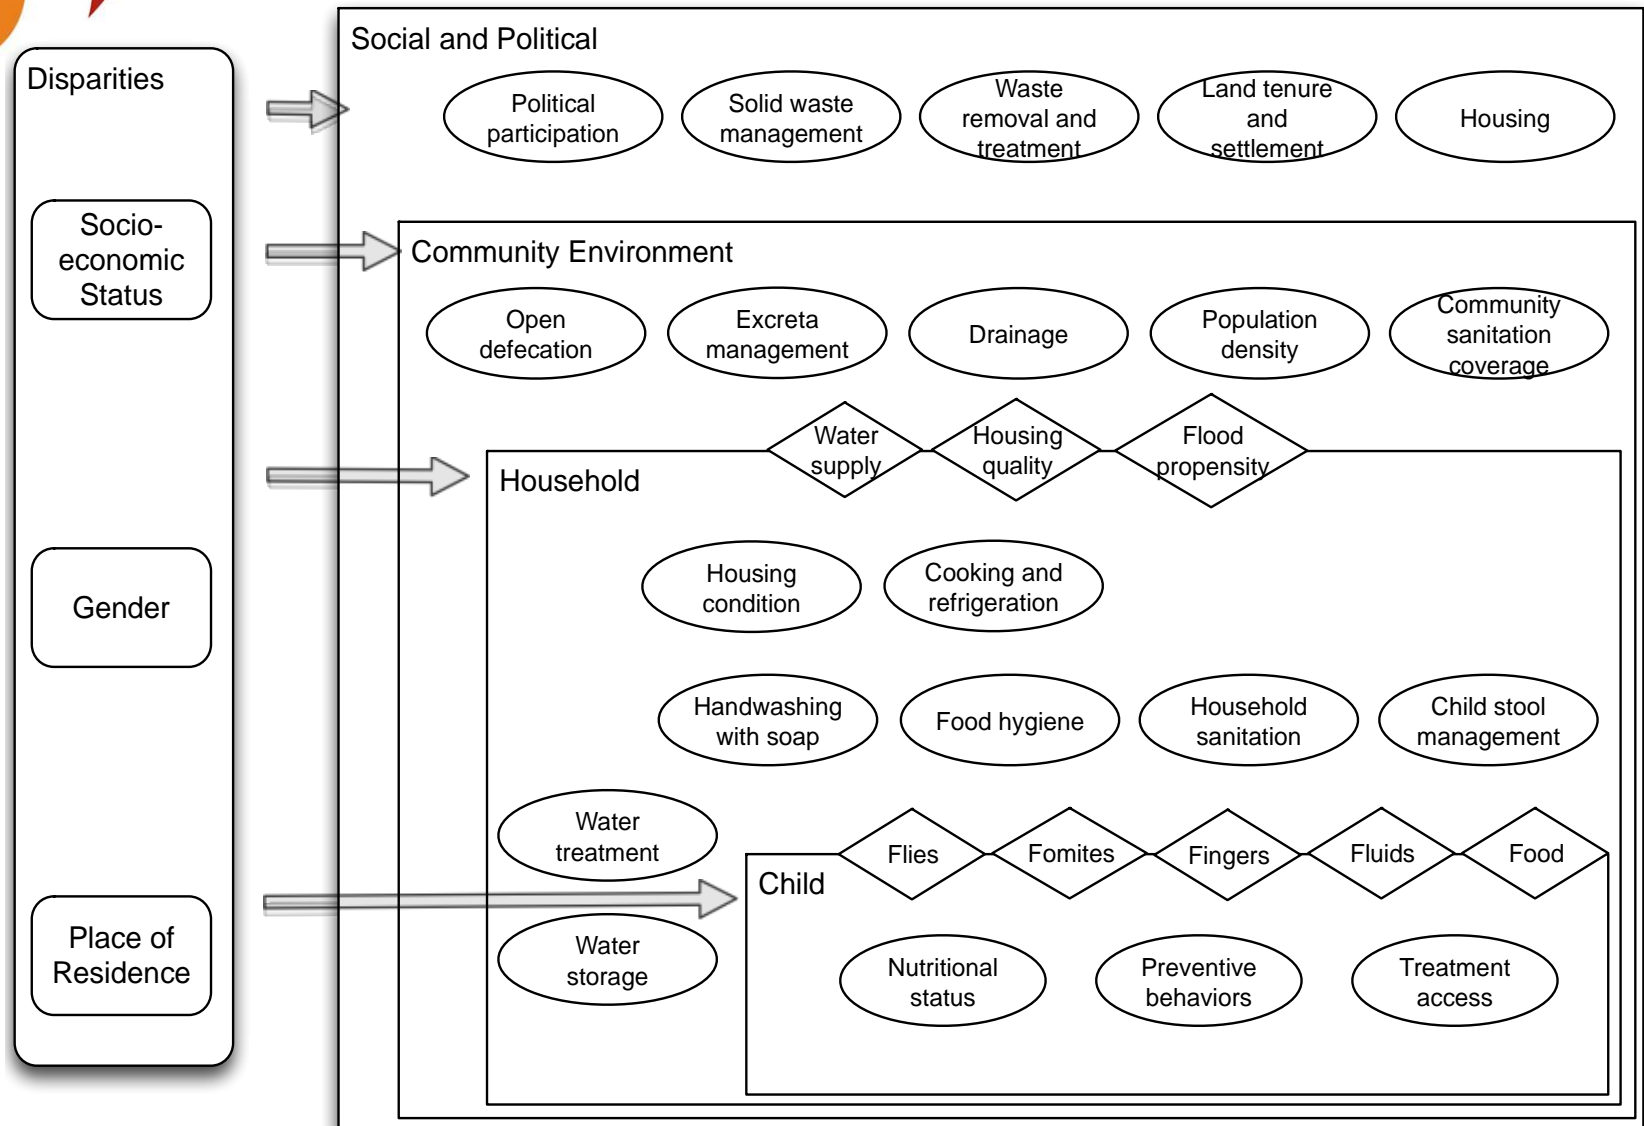 Social and Political
Disparities
Political
participation
Solid waste
management
Waste
removal and
treatment
Land tenure
and
settlement
Housing
Socio-
economic
Status
Community Environment
Open
defecation
Excreta
management
Drainage
Population
density
Community
sanitation
coverage
Water
supply
Housing
quality
Flood
propensity
Household
Housing
condition
Cooking and
refrigeration
Gender
Handwashing
with soap
Food hygiene
Household
sanitation
Child stool
management
Water
treatment
Flies
Fomites
Fingers
Fluids
Food
Child
Place of
Residence
Water
storage
Nutritional
status
Preventive
behaviors
Treatment
access